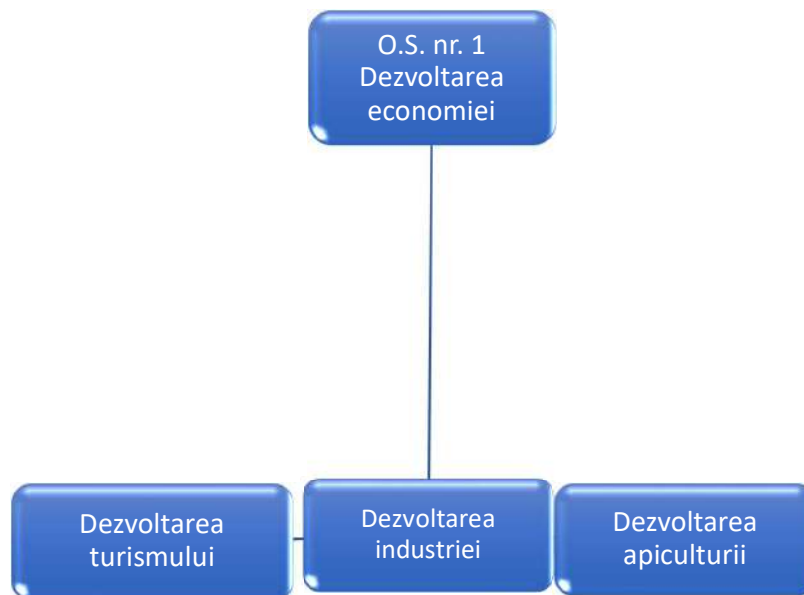 O.S. nr. 1
Dezvoltarea
economiei
Dezvoltarea
turismului
Dezvoltarea
industriei
Dezvoltarea
apiculturii